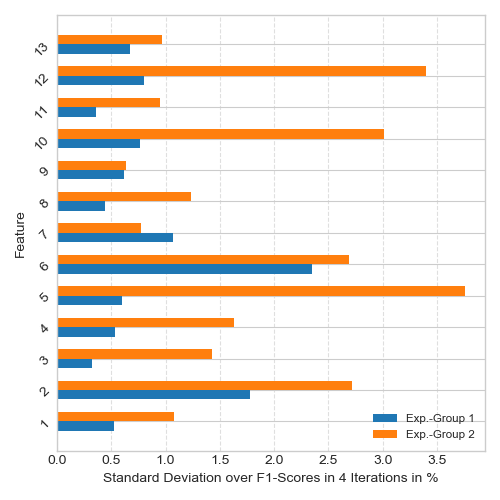 13
12
11
10
9
8
7
6
5
4
3
2
1
Feature
Exp.-Group 1
Exp.-Group 2
0.0 0.5 1.0 1.5 2.0 2.5 3.0 3.5
Standard Deviation over F1-Scores in 4 Iterations in %